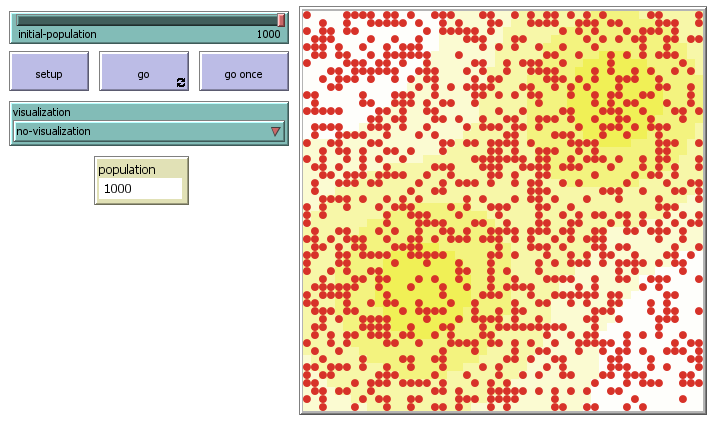 initial-population 1000
setup go go once
visualization
no-visualization
population
1000